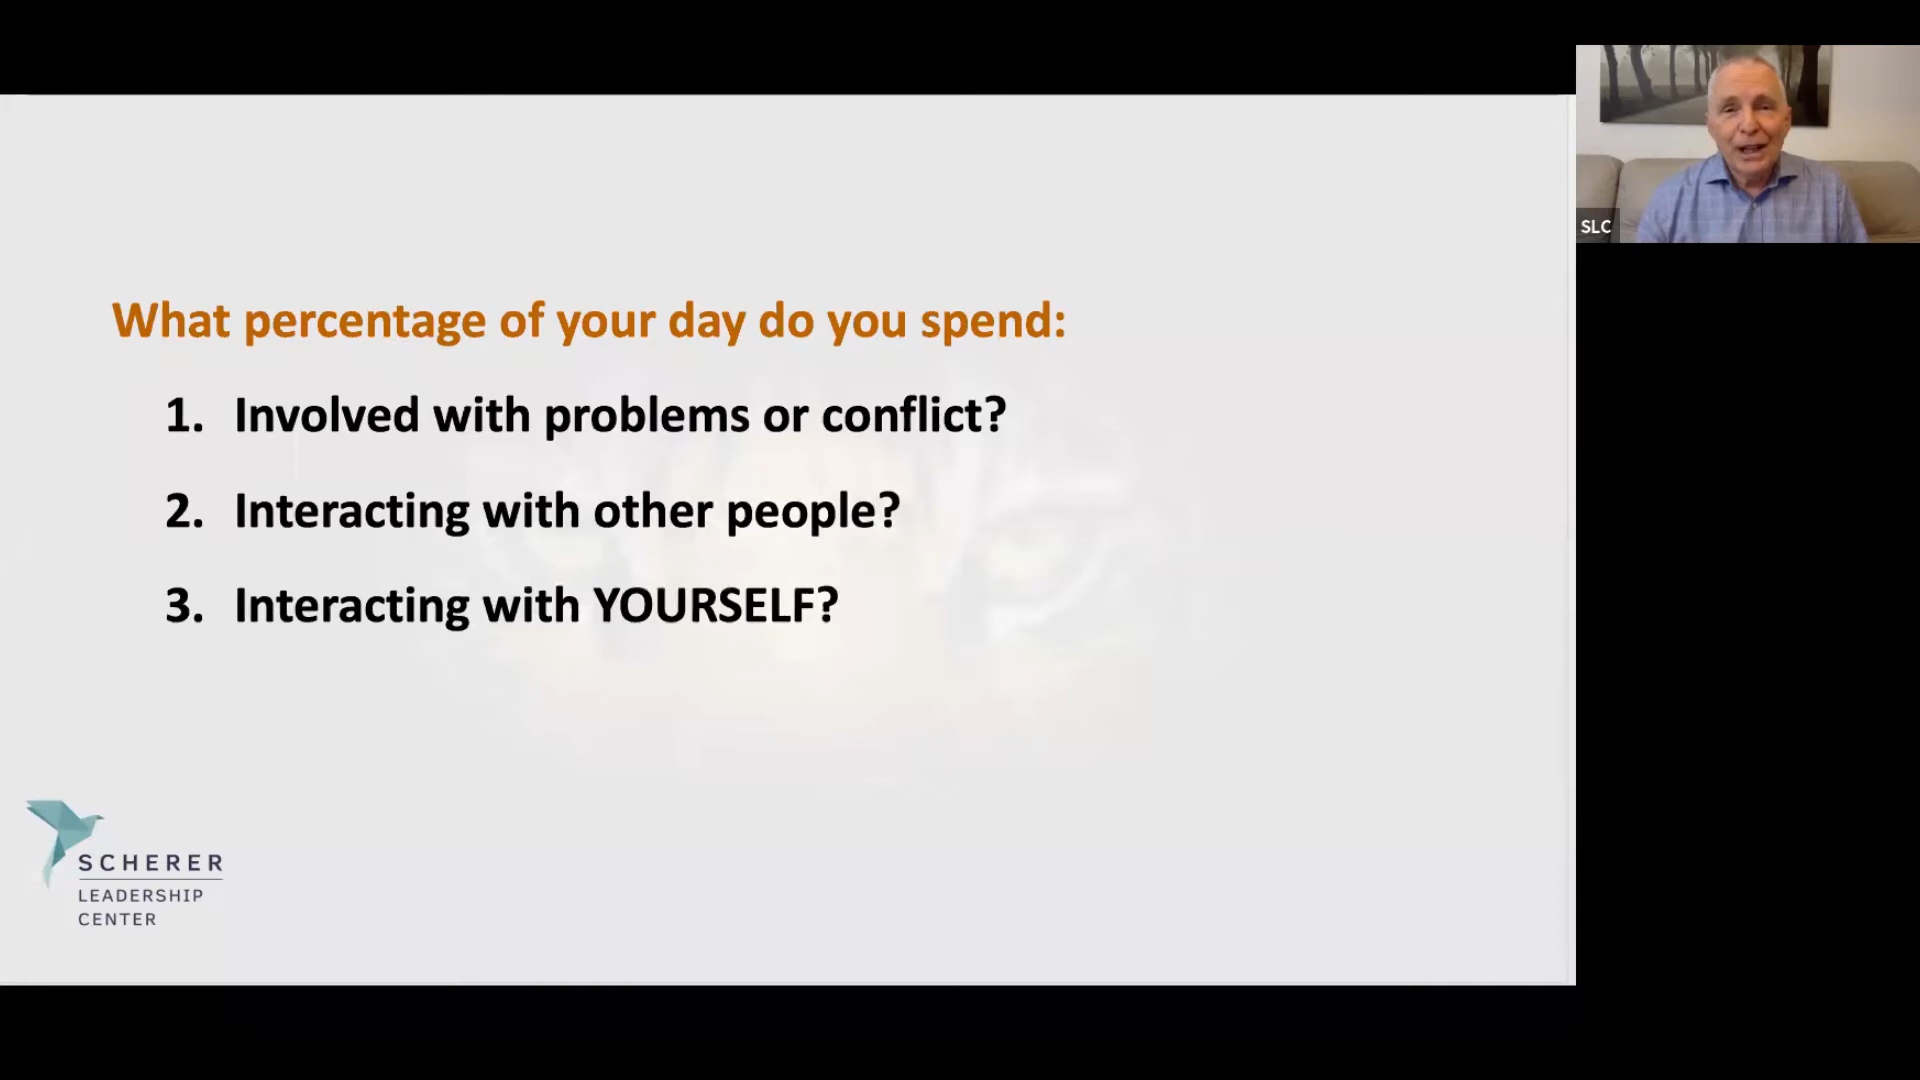 What percentage of your day do you spend:
1. Involved with problems or conflict?
2. Interacting with other people?
3. Interacting with YOURSELF?
SCHERER
LEADERSHIP
CENTER
SLC